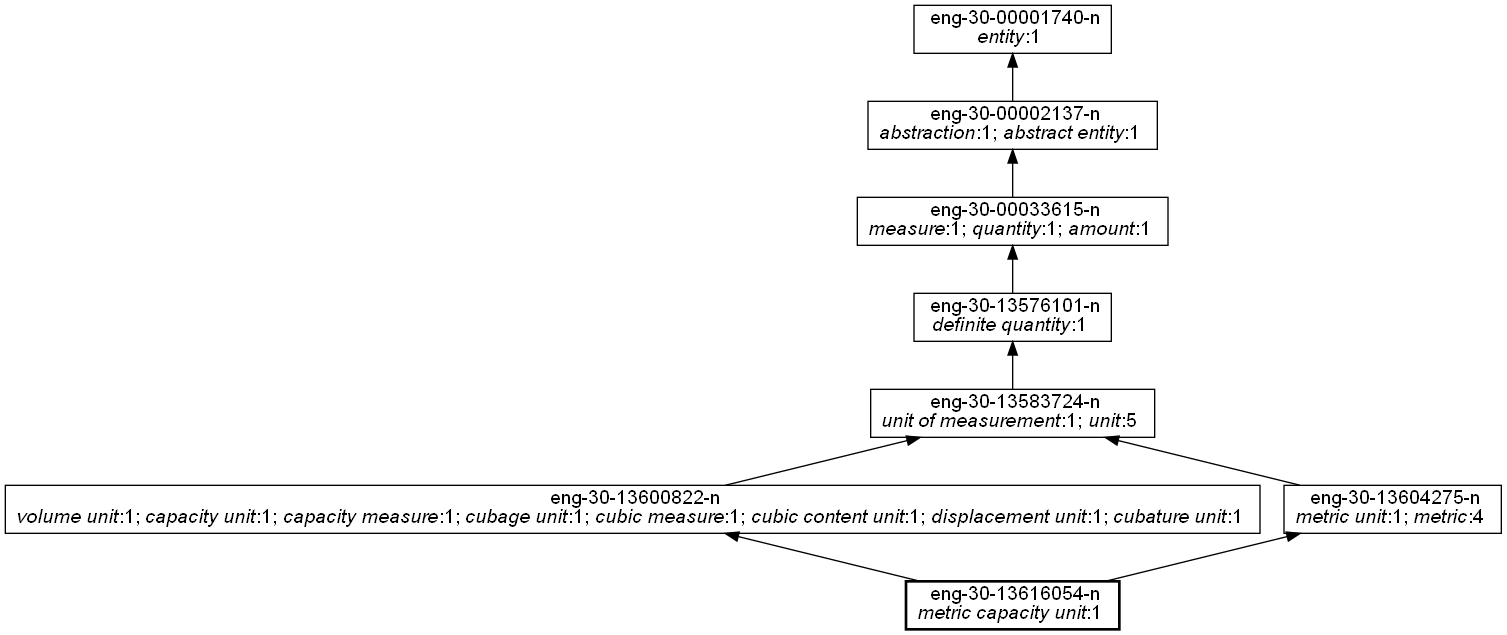 eng-30-00001740-n
entity:1
eng-30-00002137-n
abstraction:1; abstract entity:1
eng-30-00033615-n
measure:1; quantity:1; amount:1
eng-30-13576101-n
definite quantity:1
eng-30-13583724-n
unit of measurement:1; unit:5
eng-30-13600822-n
volume unit:1; capacity unit:1; capacity measure:1; cubage unit:1; cubic measure:1; cubic content unit:1; displacement unit:1; cubature unit:1
eng-30-13604275-n
metric unit:1; metric:4
eng-30-13616054-n
metric capacity unit:1